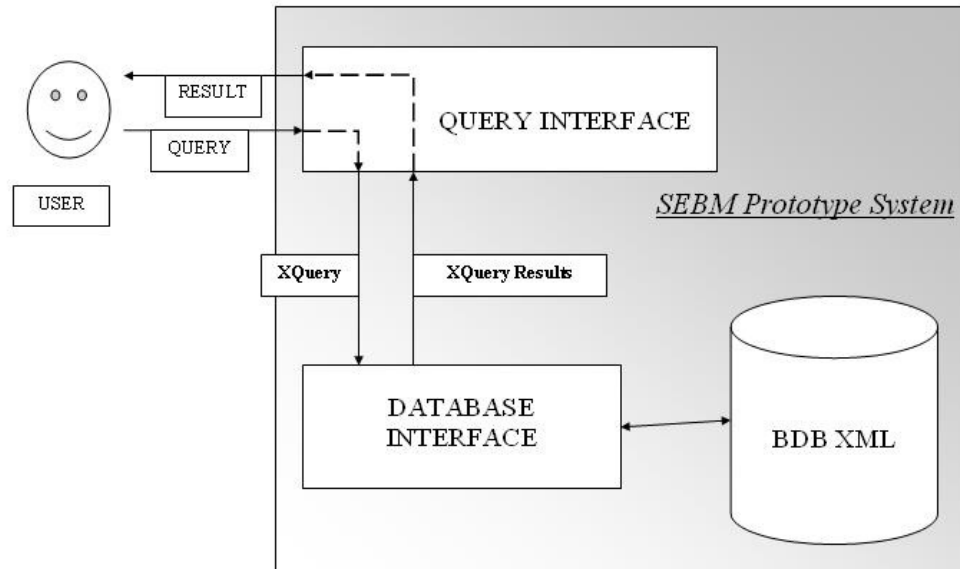 RESULT
QUERY INTERFACE
QUERY
USER
SEBM Prototype System
XQuery
XQuery Results
DATABASE
INTERFACE
BDB XML